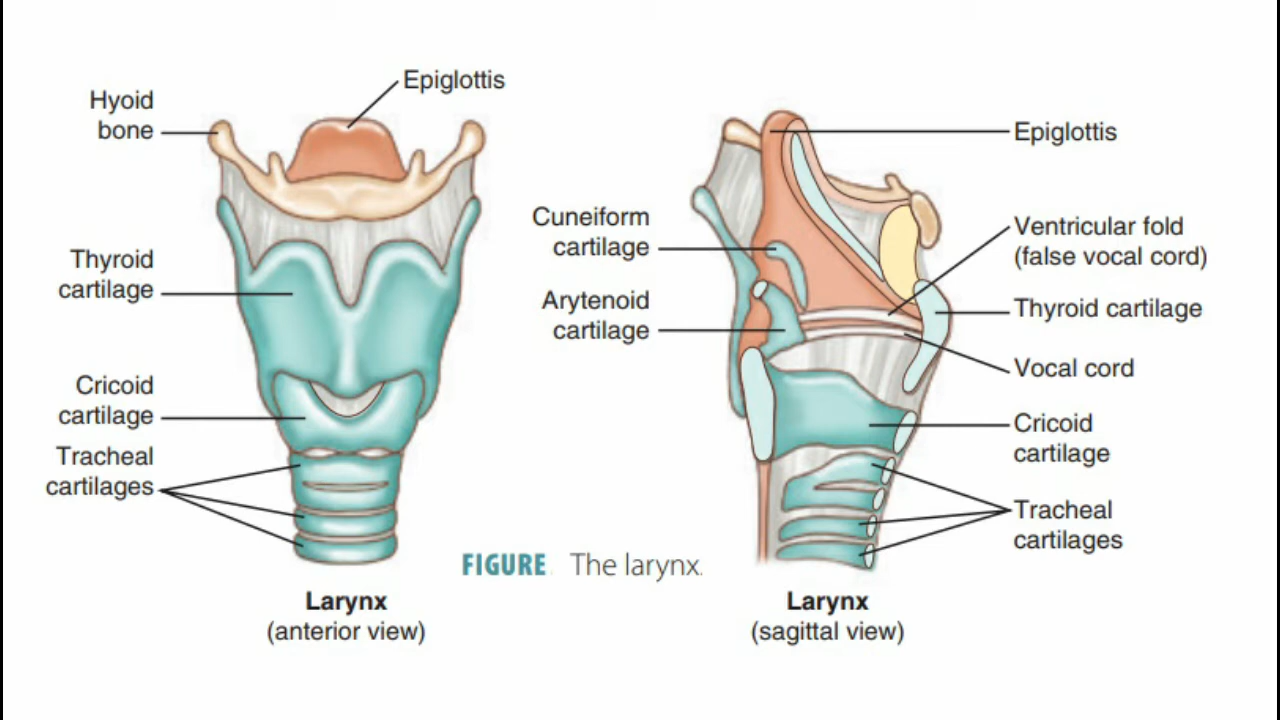 Epiglottis
Hyoid
bone
Thyroid
cartilage
Cricoid
cartilage
Tracheal
cartilages
Larynx
(anterior view)
FIGURE The larynx.
Epiglottis
Cuneiform
cartilage
Arytenoid
cartilage
Ventricular fold
(false vocal cord)
Thyroid cartilage
Vocal cord
Cricoid
cartilage
Tracheal
cartilages
Larynx
(sagittal view)